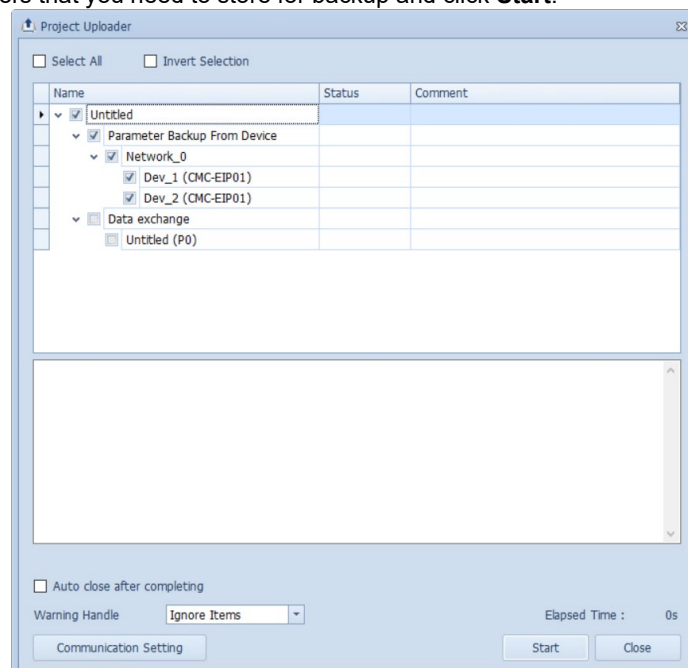 ers that you need to store for backup and click Start.
Project Uploader
Select All Invert Selection
Name Status Comment
Untitled
Parameter Backup From Device
Network_0
Dev_1 (CMC-EIP01)
Dev_2 (CMC-EIP01)
Data exchange
Untitled (P0)
Auto close after completing
Warning Handle Ignore Items Elapsed Time : 0s
Communication Setting Start Close